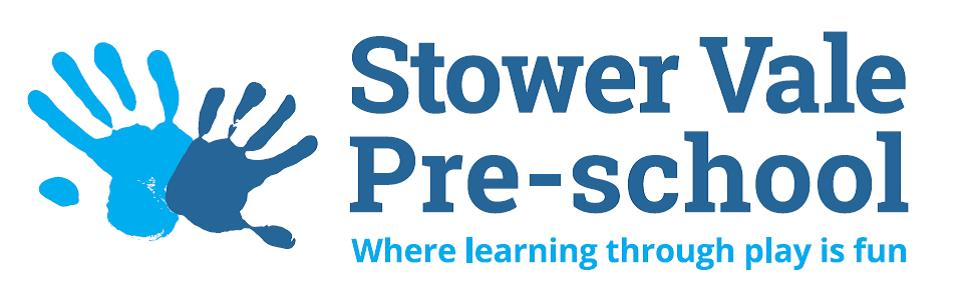 Stower Vale
Pre-school
Where learning through play is fun